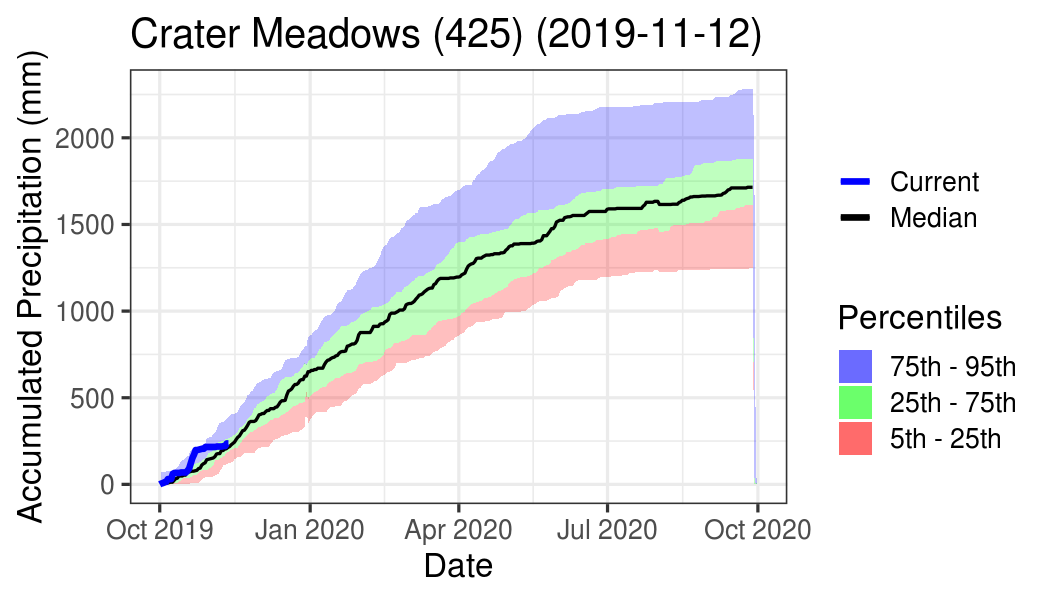 Crater Meadows (425) (2019-11-12)
Accumulated Precipitation (mm)
2000
1500
1000
500
0
Oct 2019
Jan 2020
Apr 2020
Jul 2020
Oct 2020
Date
Current
Median
Percentiles
75th - 95th
25th - 75th
5th - 25th